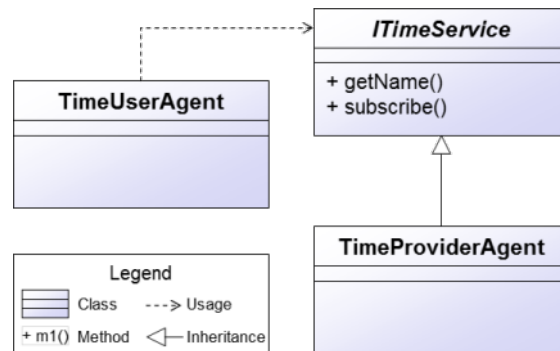 ITimeService
+ getName()
+ subscribe()
TimeUserAgent
TimeProviderAgent
Legend
Class
Usage
+ m1() Method
Inheritance